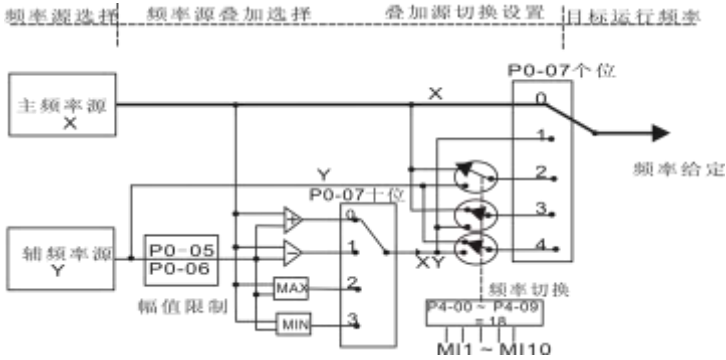 频率源选择 频率源叠加选择 叠加源切换设置 目标运行频率
P0-07个位
主频率源
X
X
0
1
2
3
4
频率给定
Y
P0-07十位
辅频率源
Y
P0-05
P0-06
幅值限制
+
−
MAX
MIN
0
1
2
3
XY
频率切换
P4-00 ~ P4-09
= 18
MI1 ~ MI10